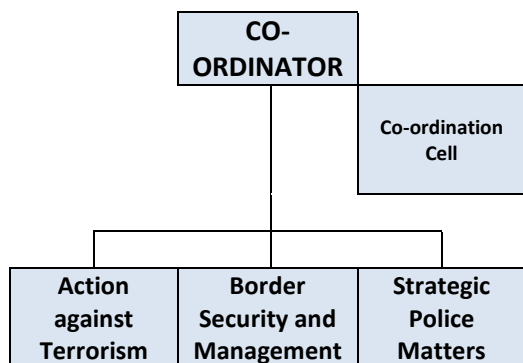 CO-
ORDINATOR
Co-ordination
Cell
Action
against
Terrorism
Border
Security and
Management
Strategic
Police
Matters